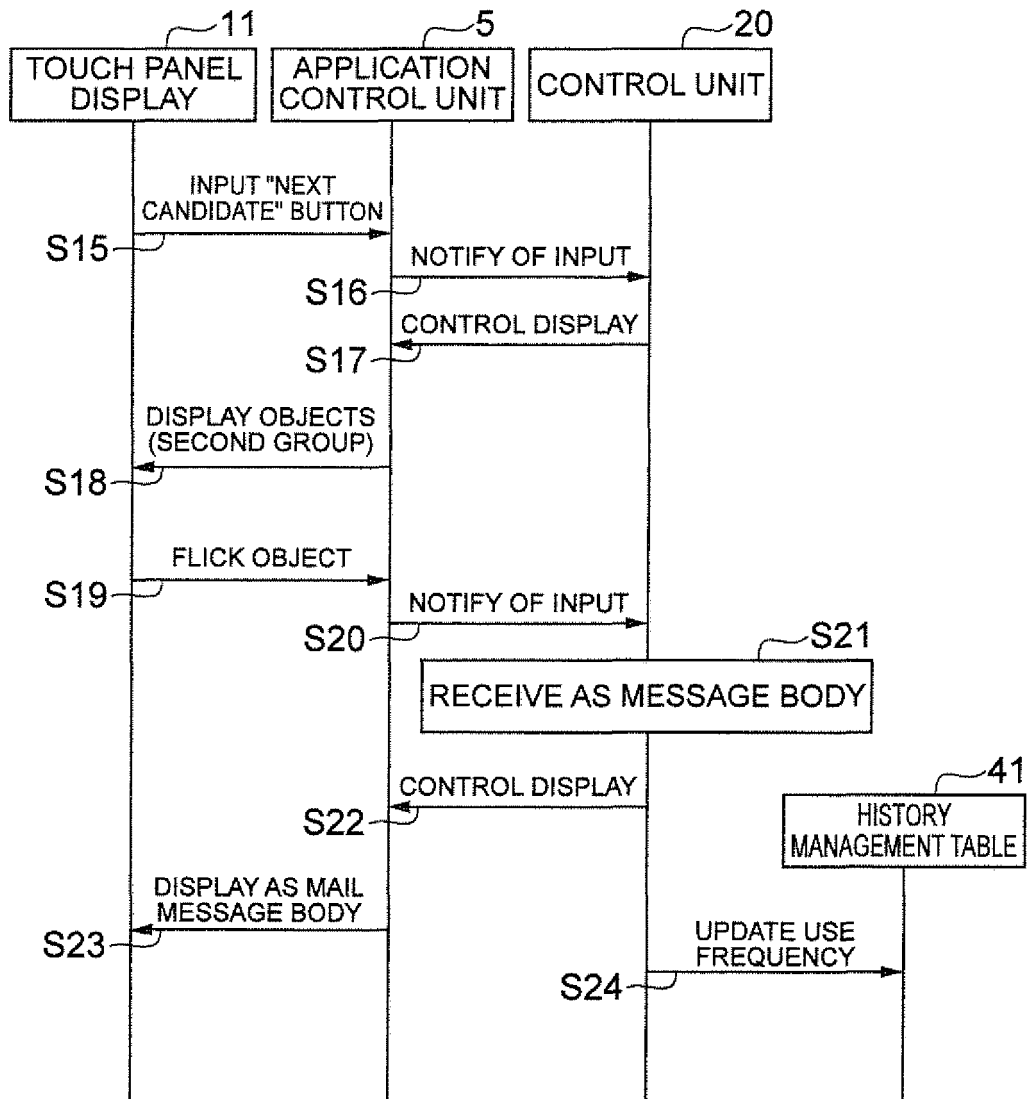 11
5
20
TOUCH PANEL
DISPLAY
APPLICATION
CONTROL UNIT
CONTROL UNIT
INPUT "NEXT
CANDIDATE" BUTTON
S15
NOTIFY OF INPUT
S16
CONTROL DISPLAY
S17
DISPLAY OBJECTS
(SECOND GROUP)
S18
FLICK OBJECT
S19
NOTIFY OF INPUT
S20
S21
RECEIVE AS MESSAGE BODY
CONTROL DISPLAY
S22
41
HISTORY
MANAGEMENT TABLE
DISPLAY AS MAIL
MESSAGE BODY
S23
UPDATE USE
FREQUENCY
S24